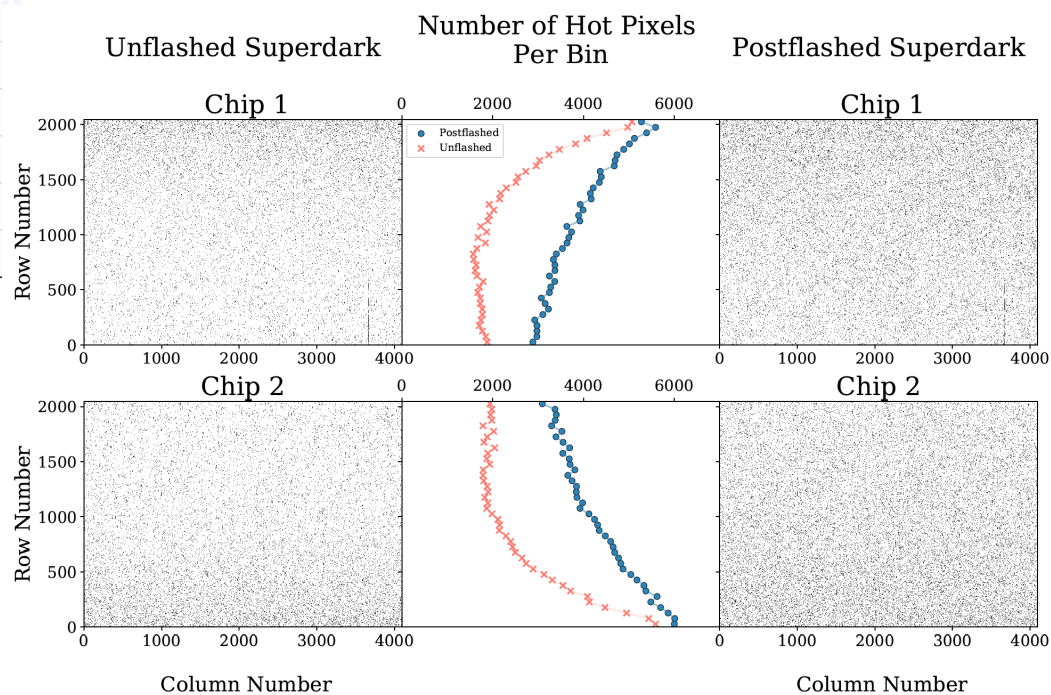 Unflashed Superdark
Number of Hot Pixels
Per Bin
Postflashed Superdark
Chip 1
0 2000 4000 6000
Chip 1
Postflashed
Unflashed
Row Number
2000
1500
1000
500
0
0 1000 2000 3000 4000
0 1000 2000 3000 4000
Chip 2
0 2000 4000 6000
Chip 2
Row Number
2000
1500
1000
500
0
0 1000 2000 3000 4000
0 1000 2000 3000 4000
Column Number
Column Number